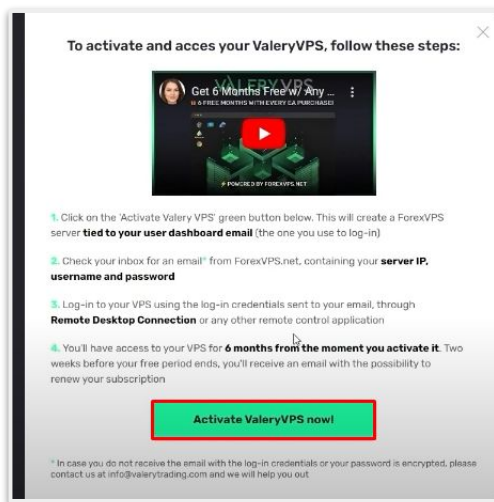 To activate and acces your ValeryVPS, follow these steps:
VALERY VPS
Get 6 Months Free w/ Any ...
6 FREE MONTHS WITH EVERY EA PURCHASE!
⚡POWERED BY FOREXVPS.NET
1. Click on the 'Activate Valery VPS' green button below. This will create a ForexVPS
server tied to your user dashboard email (the one you use to log-in)
2. Check your inbox for an email* from ForexVPS.net, containing your server IP,
username and password
3. Log-in to your VPS using the log-in credentials sent to your email, through
Remote Desktop Connection or any other remote control application
4. You'll have access to your VPS for 6 months from the moment you activate it. Two
weeks before your free period ends, you'll receive an email with the possibility to
renew your subscription
Activate ValeryVPS now!
* In case you do not receive the email with the log-in credentials or your password is encrypted, please
contact us at info@valerytrading.com and we will help you out